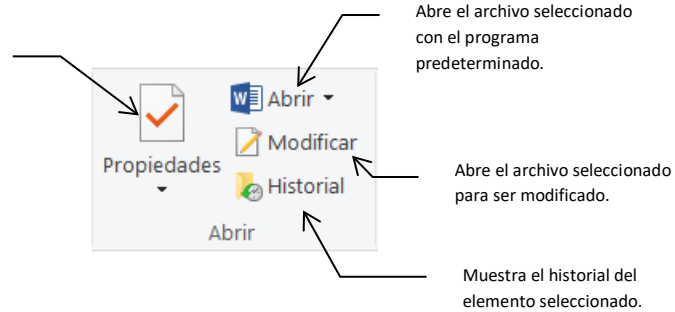 Abre el archivo seleccionado
con el programa
predeterminado.
Abrir
Modificar
Propiedades
Historial
Abrir
Abre el archivo seleccionado
para ser modificado.
Muestra el historial del
elemento seleccionado.